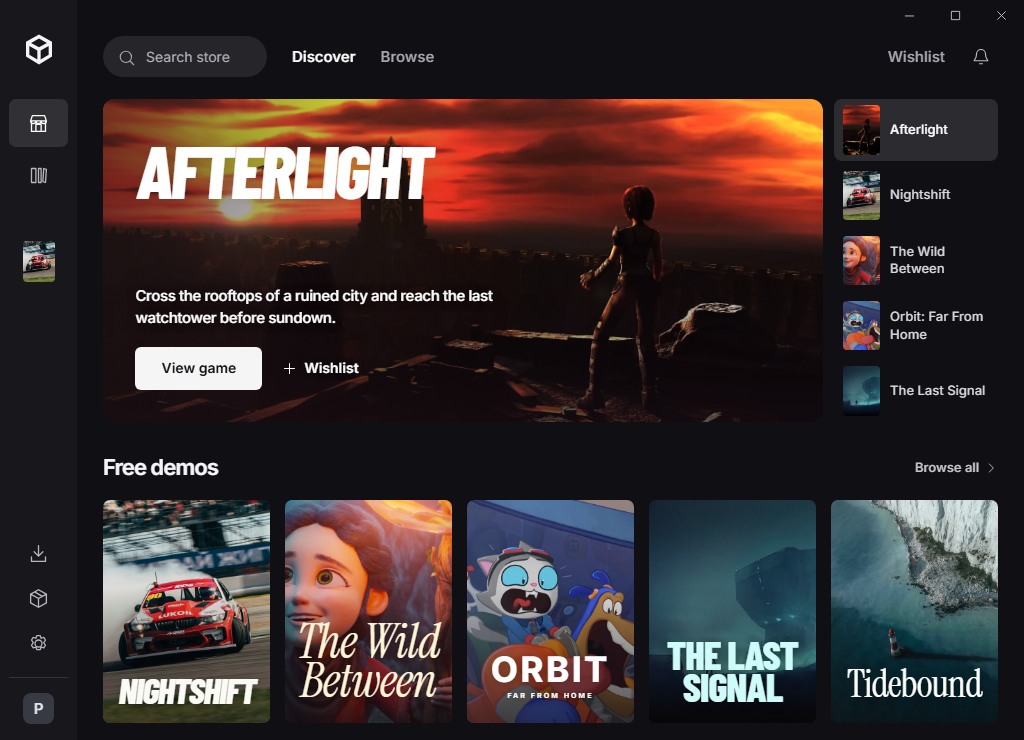 Search store
Discover
Browse
Wishlist
AFTERLIGHT
Cross the rooftops of a ruined city and reach the last
watchtower before sundown.
View game
Wishlist
Afterlight
Nightshift
The Wild
Between
Orbit: Far From
Home
The Last Signal
Free demos
Browse all
LUKOIL
NIGHTSHIFT
The Wild
Between
ORBIT
FAR FROM HOME
THE LAST
SIGNAL
Tidebound
P